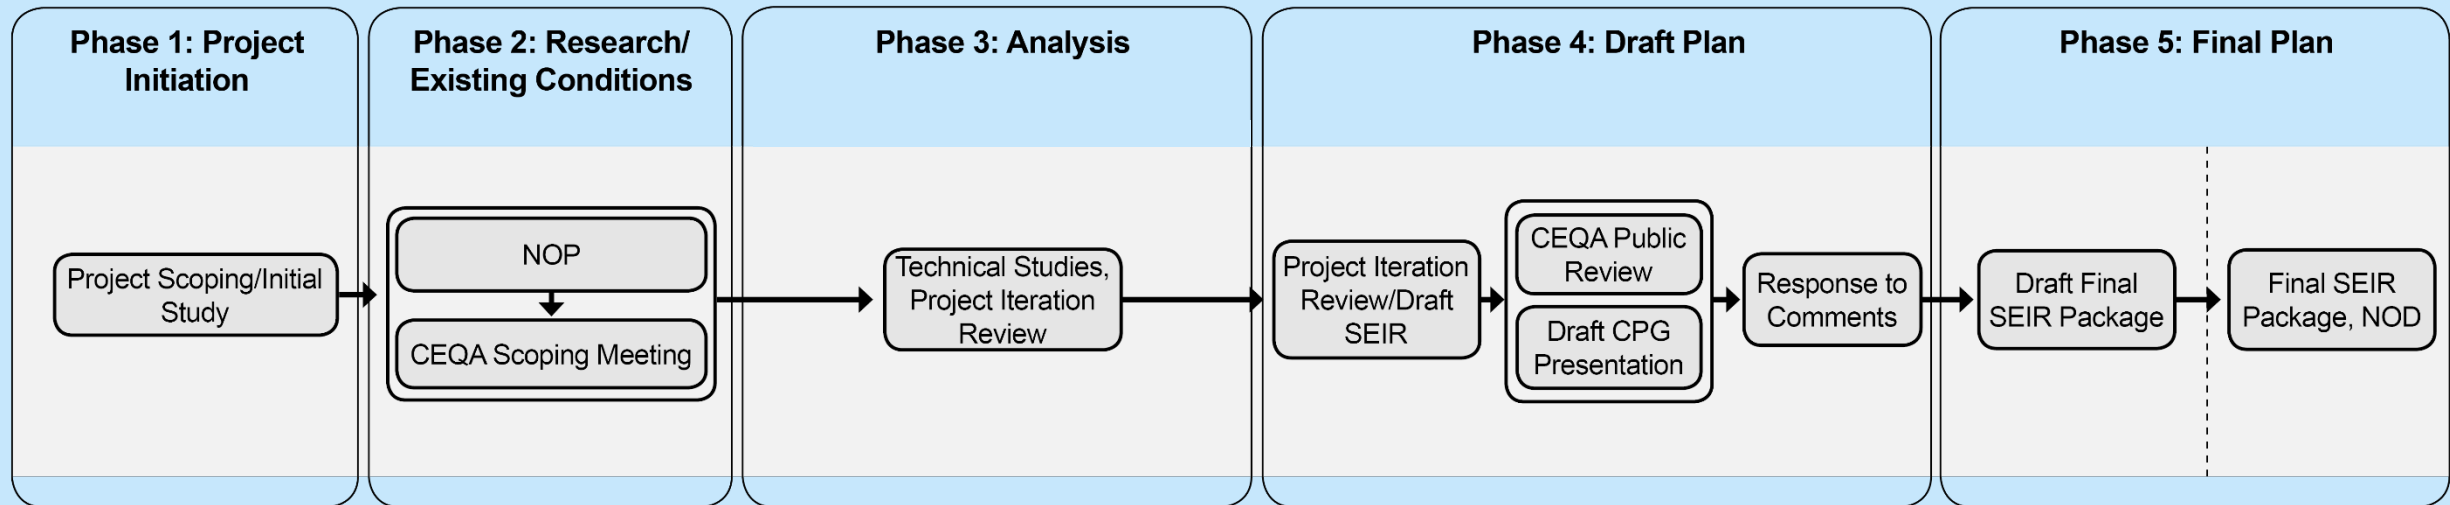 Phase 1: Project
Initiation
Phase 2: Research/
Existing Conditions
Phase 3: Analysis
Phase 4: Draft Plan
Phase 5: Final Plan
Project Scoping/Initial
Study
NOP
CEQA Scoping Meeting
Technical Studies,
Project Iteration
Review
Project Iteration
Review/Draft
SEIR
CEQA Public
Review
Draft CPG
Presentation
Response to
Comments
Draft Final
SEIR Package
Final SEIR
Package, NOD